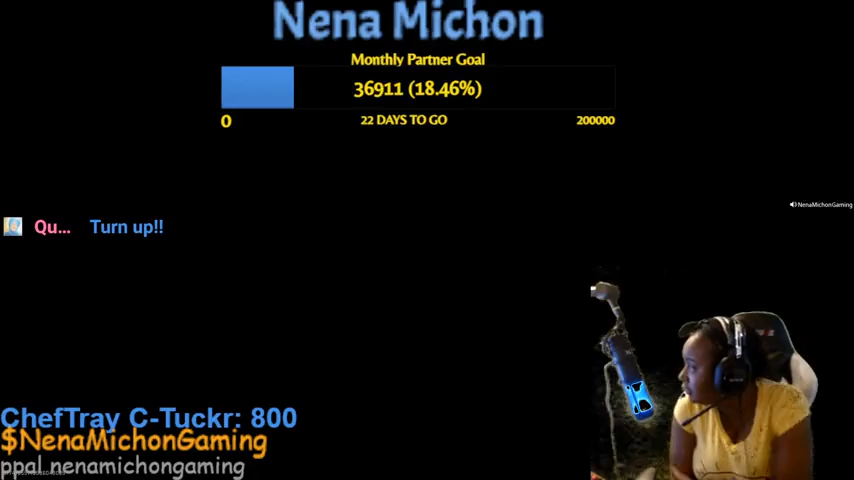 Nena Michon
Monthly Partner Goal
36911 (18.46%)
0
22 DAYS TO GO
200000
NenaMichonGaming
Qu... Turn up!!
ChefTray C-Tuckr: 800
$NenaMichonGaming
ppal nenamichongaming